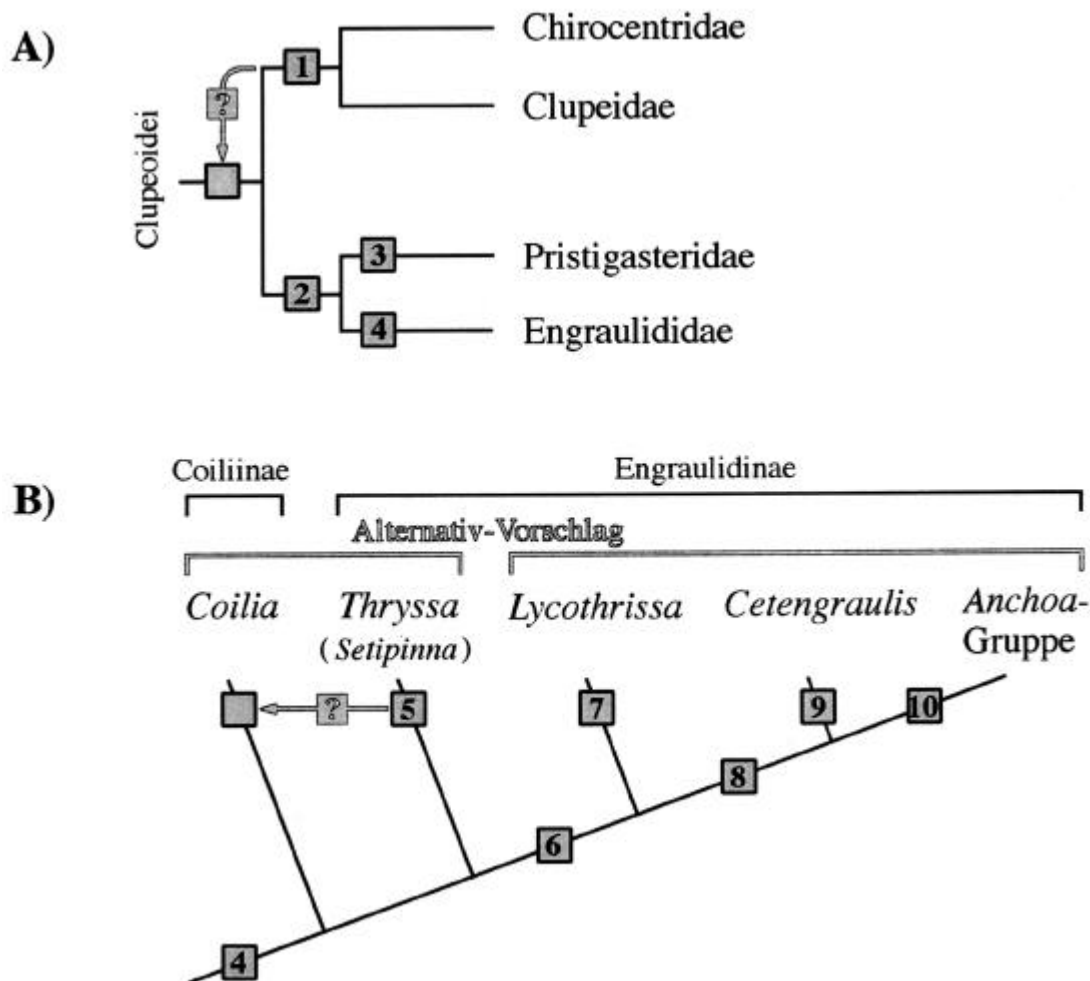 A)
Clupeoidei
?
1
Chirocentridae
Clupeidae
2
3
Pristigasteridae
4
Engraulididae
B)
Coiliinae
Engraulidinae
Alternativ-Vorschlag
Coilia
Thryssa
(Setipinna)
Lycothrissa
Cetengraulis
Anchoa-
Gruppe
?
5
7
9
10
8
6
4